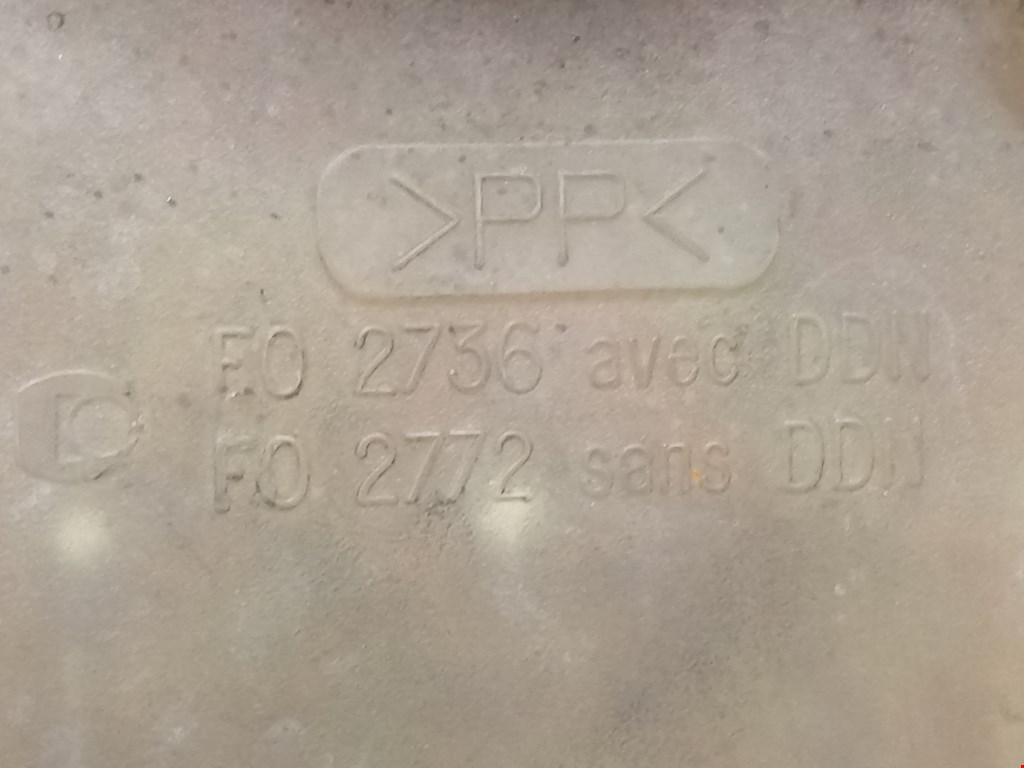 >PP<
FO 2736 avec DDN
FO 2772 sans DDN